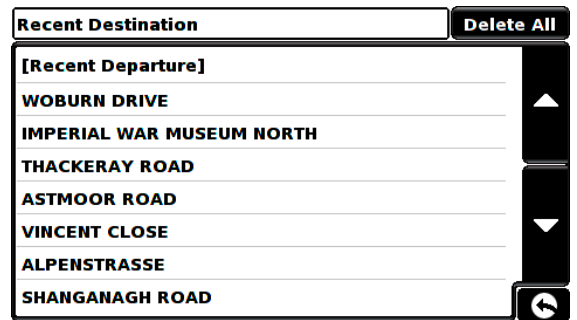 Recent Destination
Delete All
[Recent Departure]
WOBURN DRIVE
IMPERIAL WAR MUSEUM NORTH
THACKERAY ROAD
ASTMOOR ROAD
VINCENT CLOSE
ALPENSTRASSE
SHANGANAGH ROAD